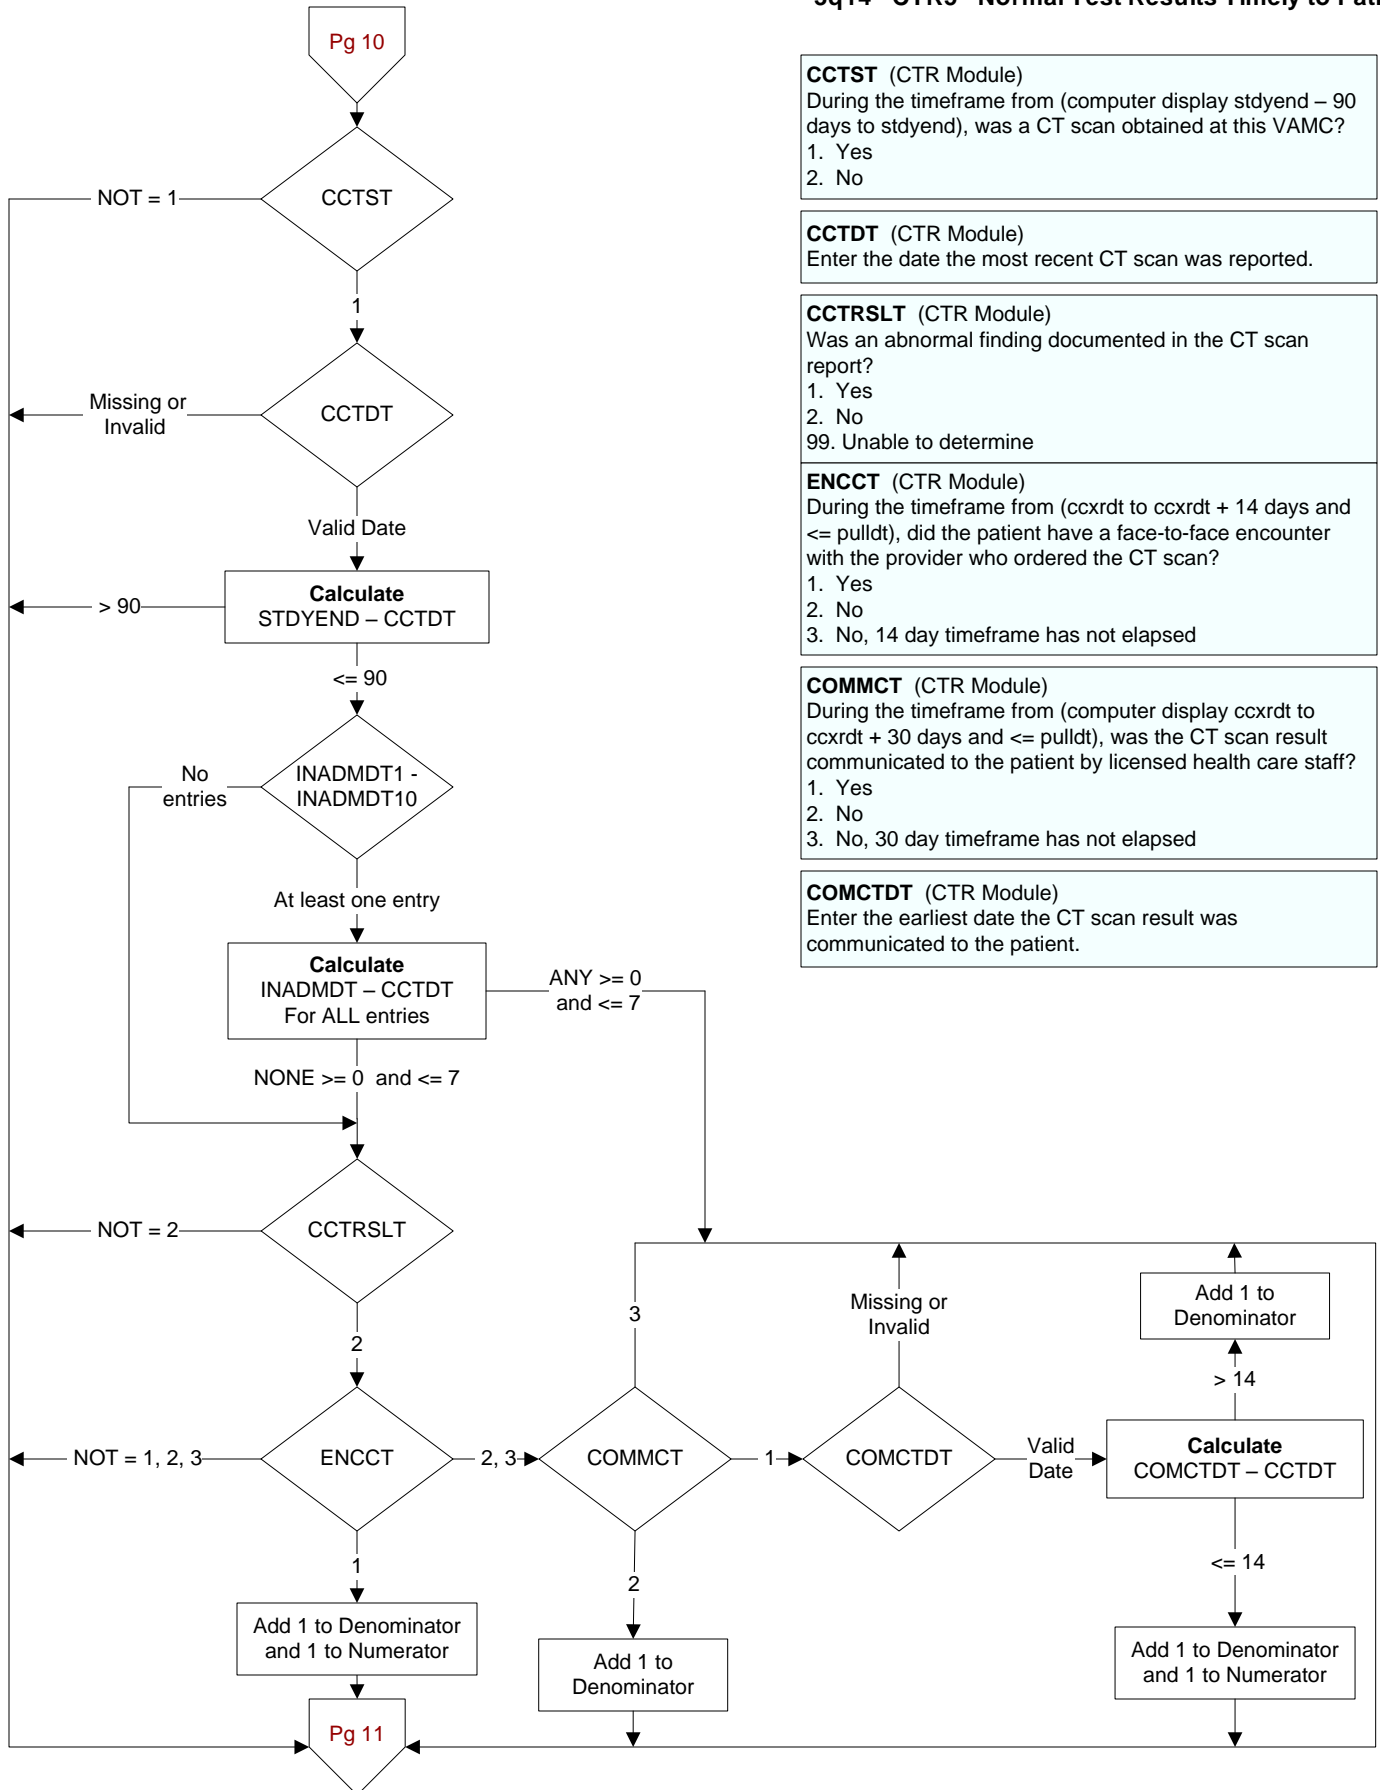 Pg 10
CCTST
NOT = 1
1
CCTDT
Missing or
Invalid
Valid Date
Calculate
STDYEND – CCTDT
> 90
<= 90
INADMDT1 -
INADMDT10
No
entries
At least one entry
Calculate
INADMDT – CCTDT
For ALL entries
ANY >= 0
and <= 7
NONE >= 0 and <= 7
CCTRSLT
NOT = 2
2
ENCCT
NOT = 1, 2, 3
2, 3
1
Add 1 to Denominator
and 1 to Numerator
Pg 11
COMMCT
3
1
2
Add 1 to
Denominator
COMCTDT
Missing or
Invalid
Valid
Date
Calculate
COMCTDT – CCTDT
> 14
Add 1 to
Denominator
<= 14
Add 1 to Denominator
and 1 to Numerator
CCTST (CTR Module)
During the timeframe from (computer display stdyend – 90
days to stdyend), was a CT scan obtained at this VAMC?
1. Yes
2. No
CCTDT (CTR Module)
Enter the date the most recent CT scan was reported.
CCTRSLT (CTR Module)
Was an abnormal finding documented in the CT scan
report?
1. Yes
2. No
99. Unable to determine
ENCCT (CTR Module)
During the timeframe from (ccxrdt to ccxrdt + 14 days and
<= pulldt), did the patient have a face-to-face encounter
with the provider who ordered the CT scan?
1. Yes
2. No
3. No, 14 day timeframe has not elapsed
COMMCT (CTR Module)
During the timeframe from (computer display ccxrdt to
ccxrdt + 30 days and <= pulldt), was the CT scan result
communicated to the patient by licensed health care staff?
1. Yes
2. No
3. No, 30 day timeframe has not elapsed
COMCTDT (CTR Module)
Enter the earliest date the CT scan result was
communicated to the patient.